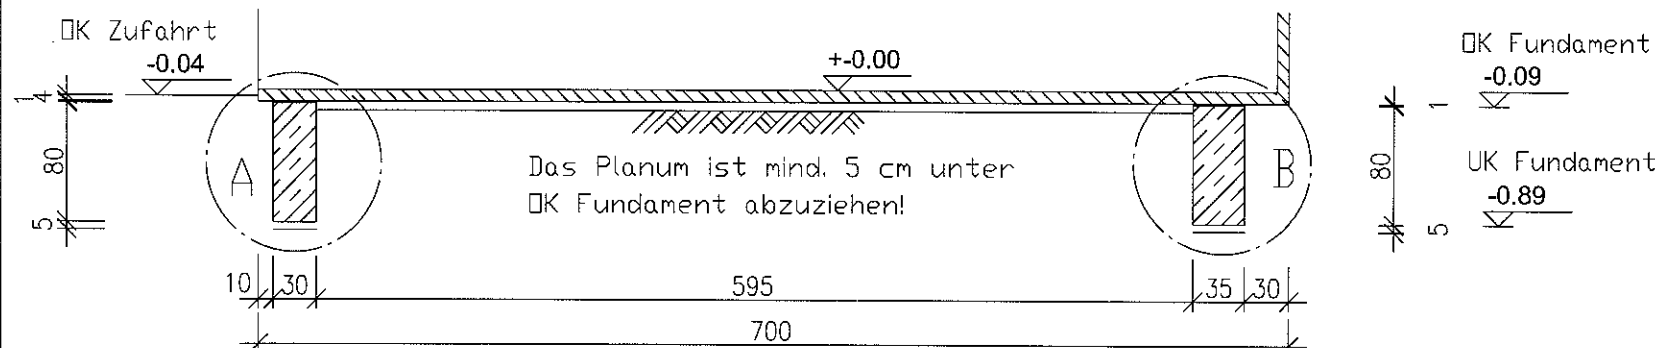 OK Zufahrt
-0.04
+-0.00
OK Fundament
-0.09
1
4
1
80
A
Das Planum ist mind. 5 cm unter
OK Fundament abzuziehen!
B
80
UK Fundament
-0.89
5
5
10 30 595 35 30
700